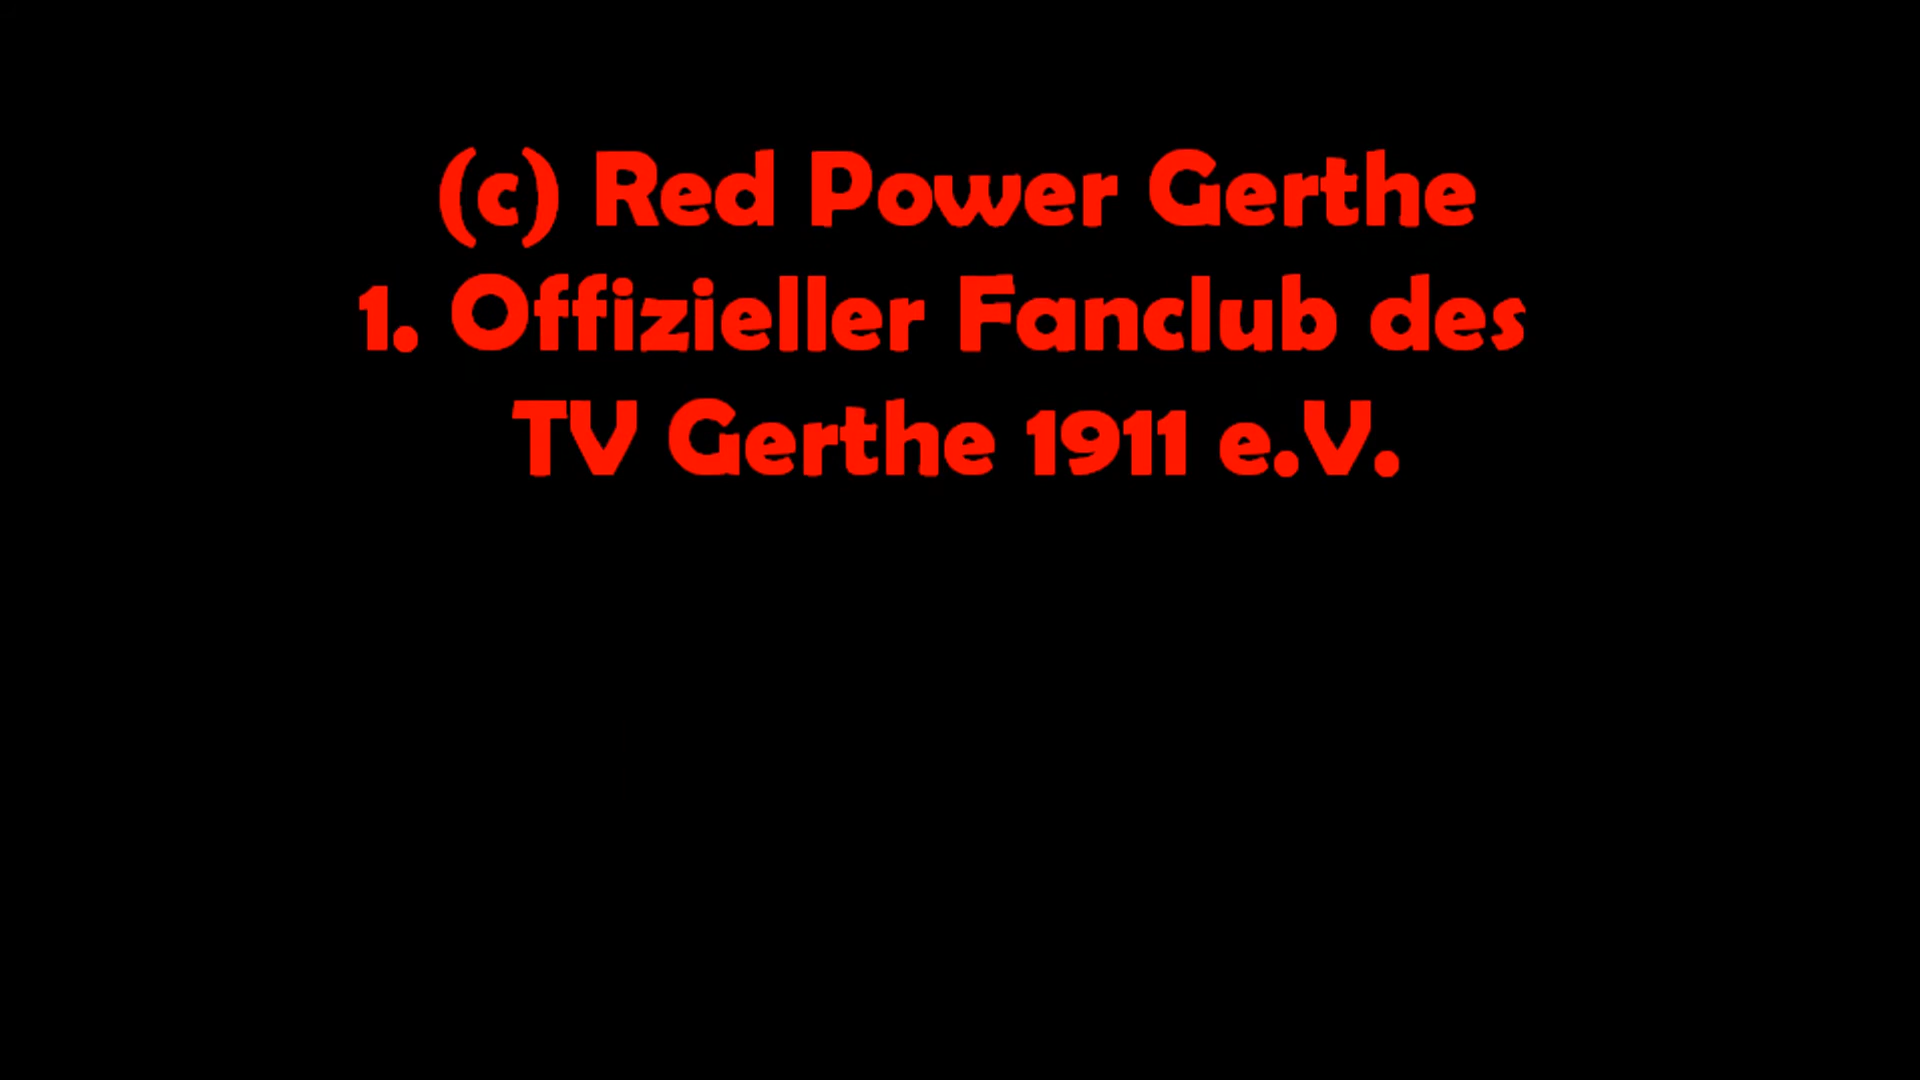 (c) Red Power Gerthe
1. Offizieller Fanclub des
TV Gerthe 1911 e.V.